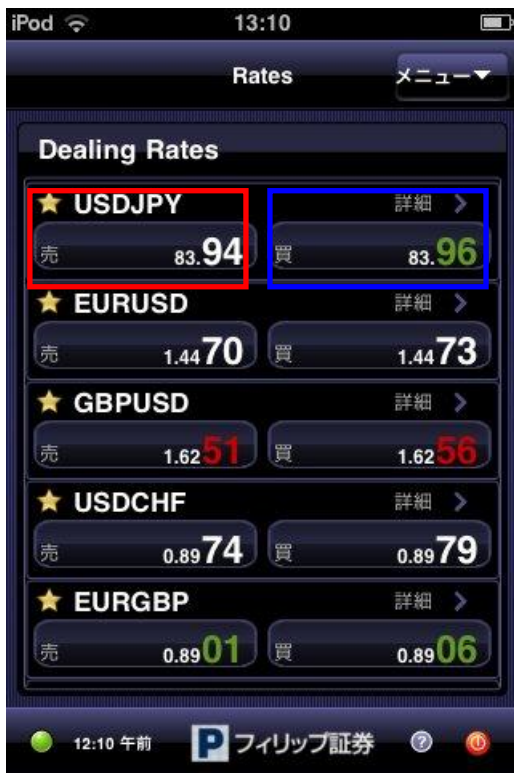 iPod 13:10
Rates メニュー▼
Dealing Rates
USDJPY 詳細
売 83.94 買 83.96
EURUSD 詳細
売 1.4470 買 1.4473
GBPUSD 詳細
売 1.6251 買 1.6256
USDCHF 詳細
売 0.8974 買 0.8979
EURGBP 詳細
売 0.8901 買 0.8906
12:10 午前 P フィリップ証券 ?